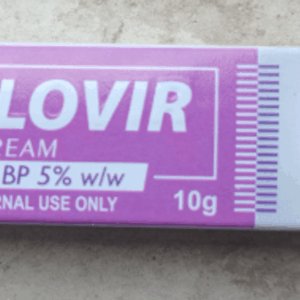 LOVIR
REAM
BP 5% w/w
RNAL USE ONLY 10g